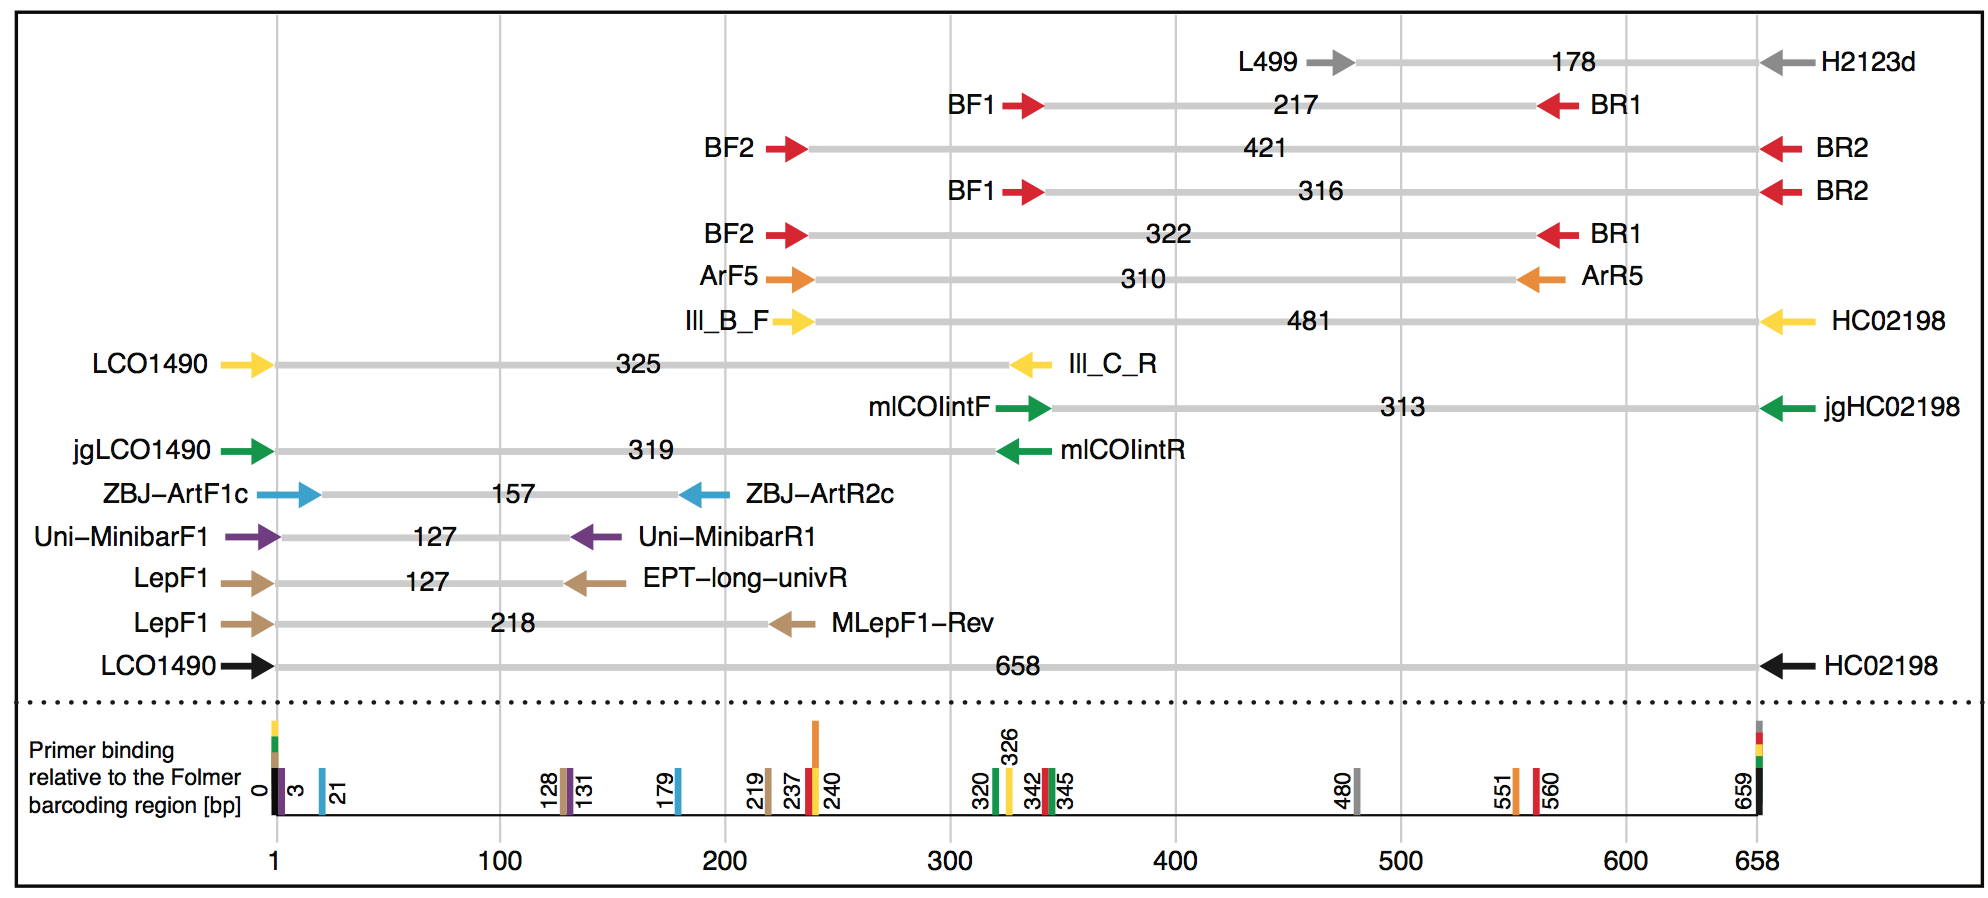 L499 178 H2123d
BF1 217 BR1
BF2 421 BR2
BF1 316 BR2
BF2 322 BR1
ArF5 310 ArR5
Ill_B_F 481 HC02198
LCO1490 325 Ill_C_R
mlCOIintF 313 jgHC02198
jgLCO1490 319 mlCOIintR
ZBJ–ArtF1c 157 ZBJ–ArtR2c
Uni–MinibarF1 127 Uni–MinibarR1
LepF1 127 EPT–long–univR
LepF1 218 MLepF1–Rev
LCO1490 658 HC02198
Primer binding
relative to the Folmer
barcoding region [bp]
0 3 21 128 131 179 219 237 240 320 326 342 345 480 551 560 659
1 100 200 300 400 500 600 658